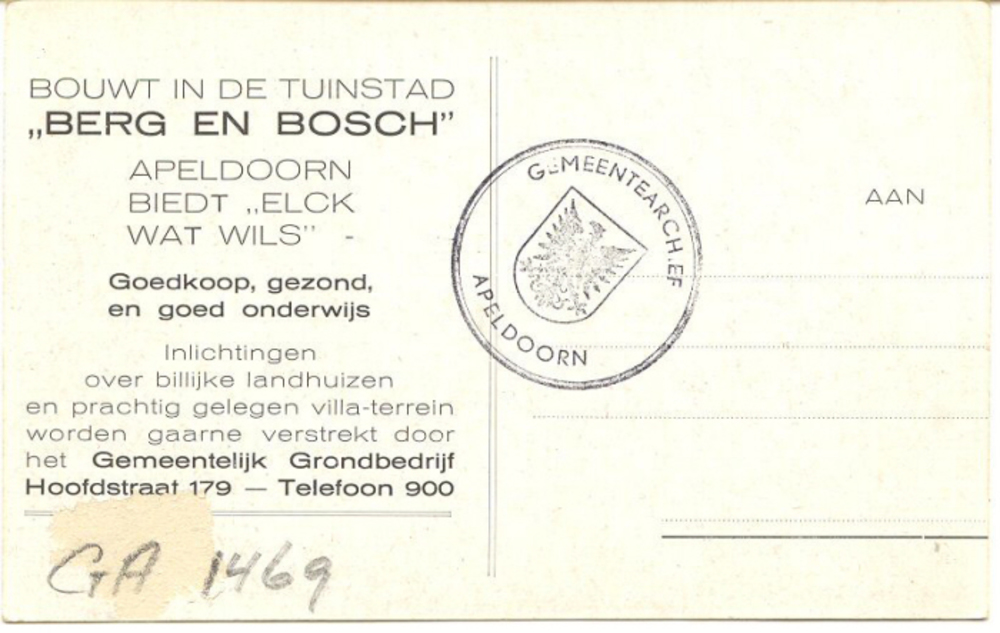 BOUWT IN DE TUINSTAD
„BERG EN BOSCH”
APELDOORN
BIEDT „ELCK
WAT WILS” -
Goedkoop, gezond,
en goed onderwijs
Inlichtingen
over billijke landhuizen
en prachtig gelegen villa-terrein
worden gaarne verstrekt door
het Gemeentelijk Grondbedrijf
Hoofdstraat 179 — Telefoon 900
GA 1469
GEMEENTEARCHIEF
APELDOORN
AAN